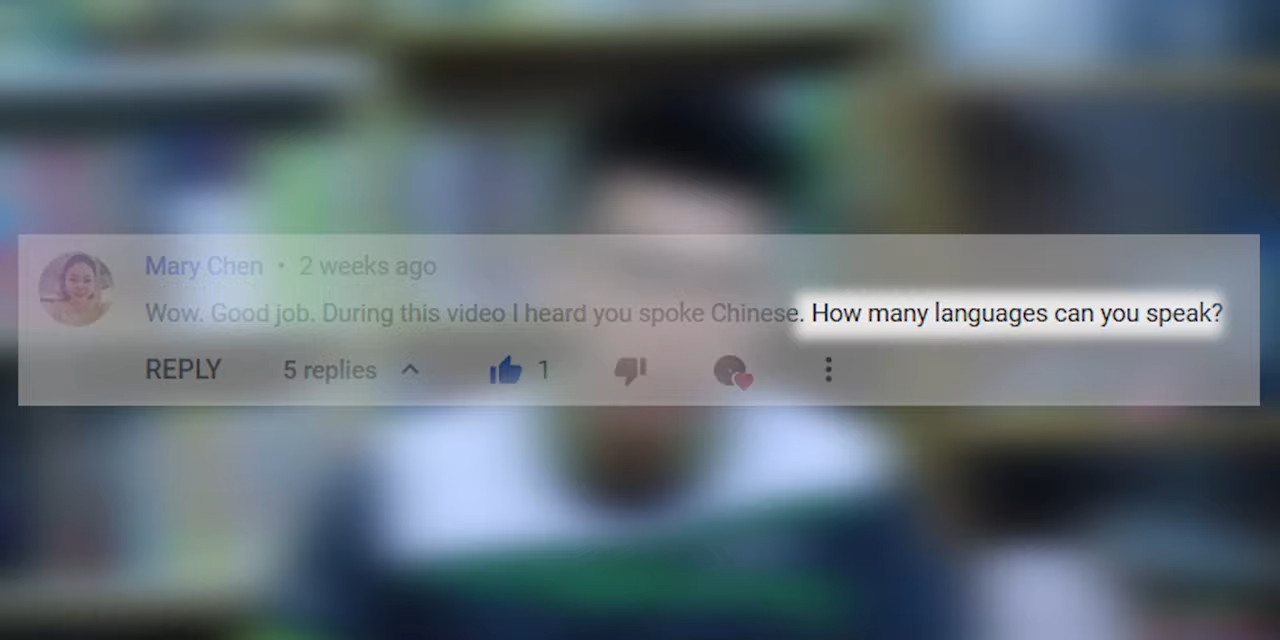 Mary Chen • 2 weeks ago
Wow. Good job. During this video I heard you spoke Chinese. How many languages can you speak?
REPLY 5 replies 1